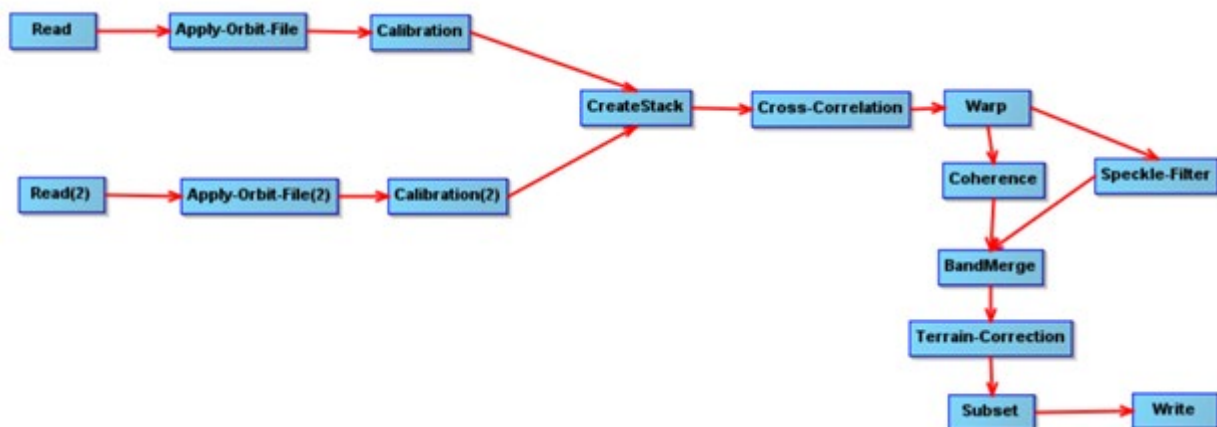 Read
Apply-Orbit-File
Calibration
CreateStack
Cross-Correlation
Warp
Read(2)
Apply-Orbit-File(2)
Calibration(2)
Coherence
Speckle-Filter
BandMerge
Terrain-Correction
Subset
Write